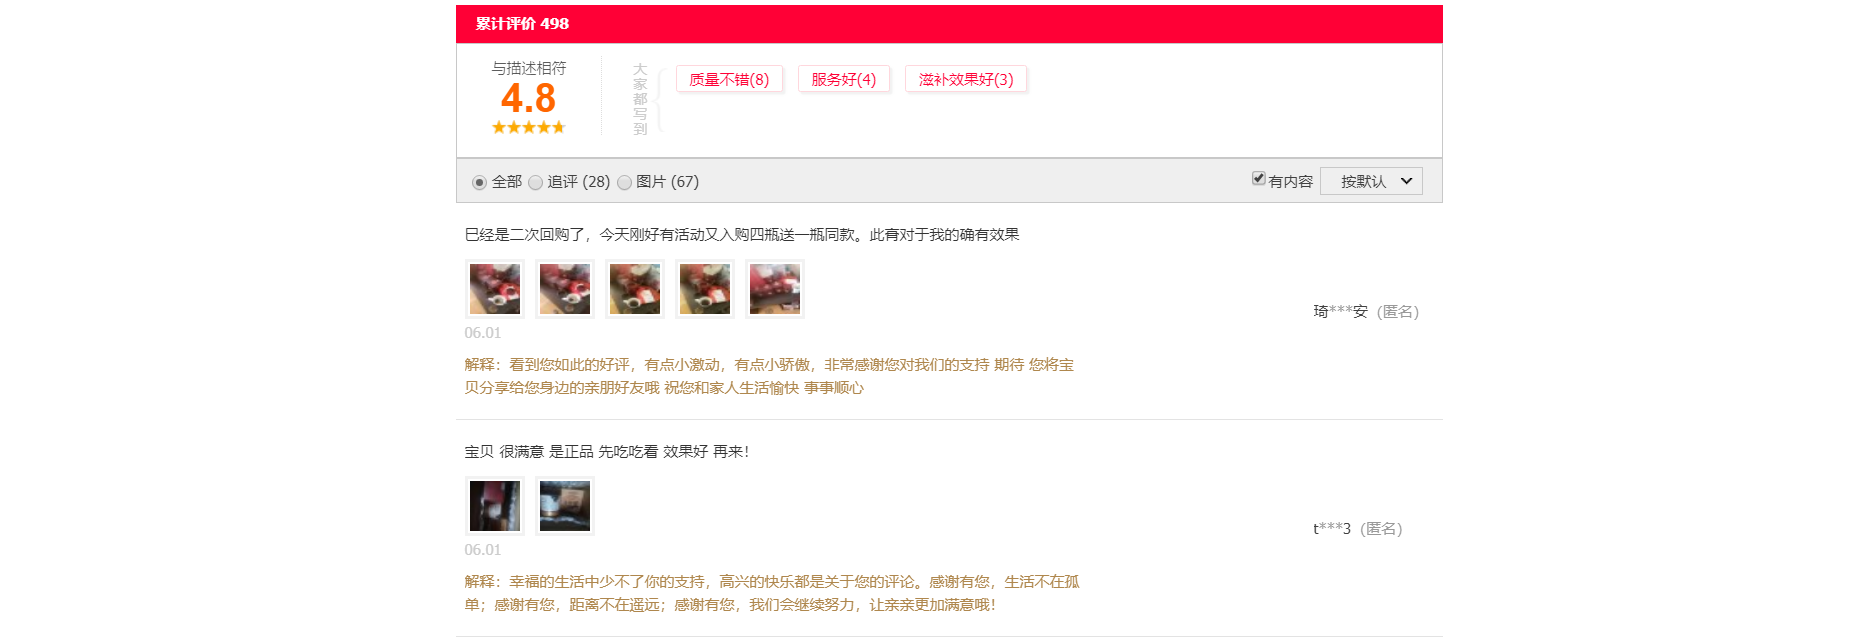 累计评价 498
与描述相符
4.8
大家都写到
质量不错(8) 服务好(4) 滋补效果好(3)
全部 追评 (28) 图片 (67) 有内容 按默认
巳经是二次回购了，今天刚好有活动又入购四瓶送一瓶同款。此膏对于我的确有效果
琦***安 (匿名)
06.01
解释：看到您如此的好评，有点小激动，有点小骄傲，非常感谢您对我们的支持 期待 您将宝
贝分享给您身边的亲朋好友哦 祝您和家人生活愉快 事事顺心
宝贝 很满意 是正品 先吃吃看 效果好 再来！
t***3 (匿名)
06.01
解释：幸福的生活中少不了你的支持，高兴的快乐都是关于您的评论。感谢有您，生活不在孤
单；感谢有您，距离不在遥远；感谢有您，我们会继续努力，让亲亲更加满意哦！